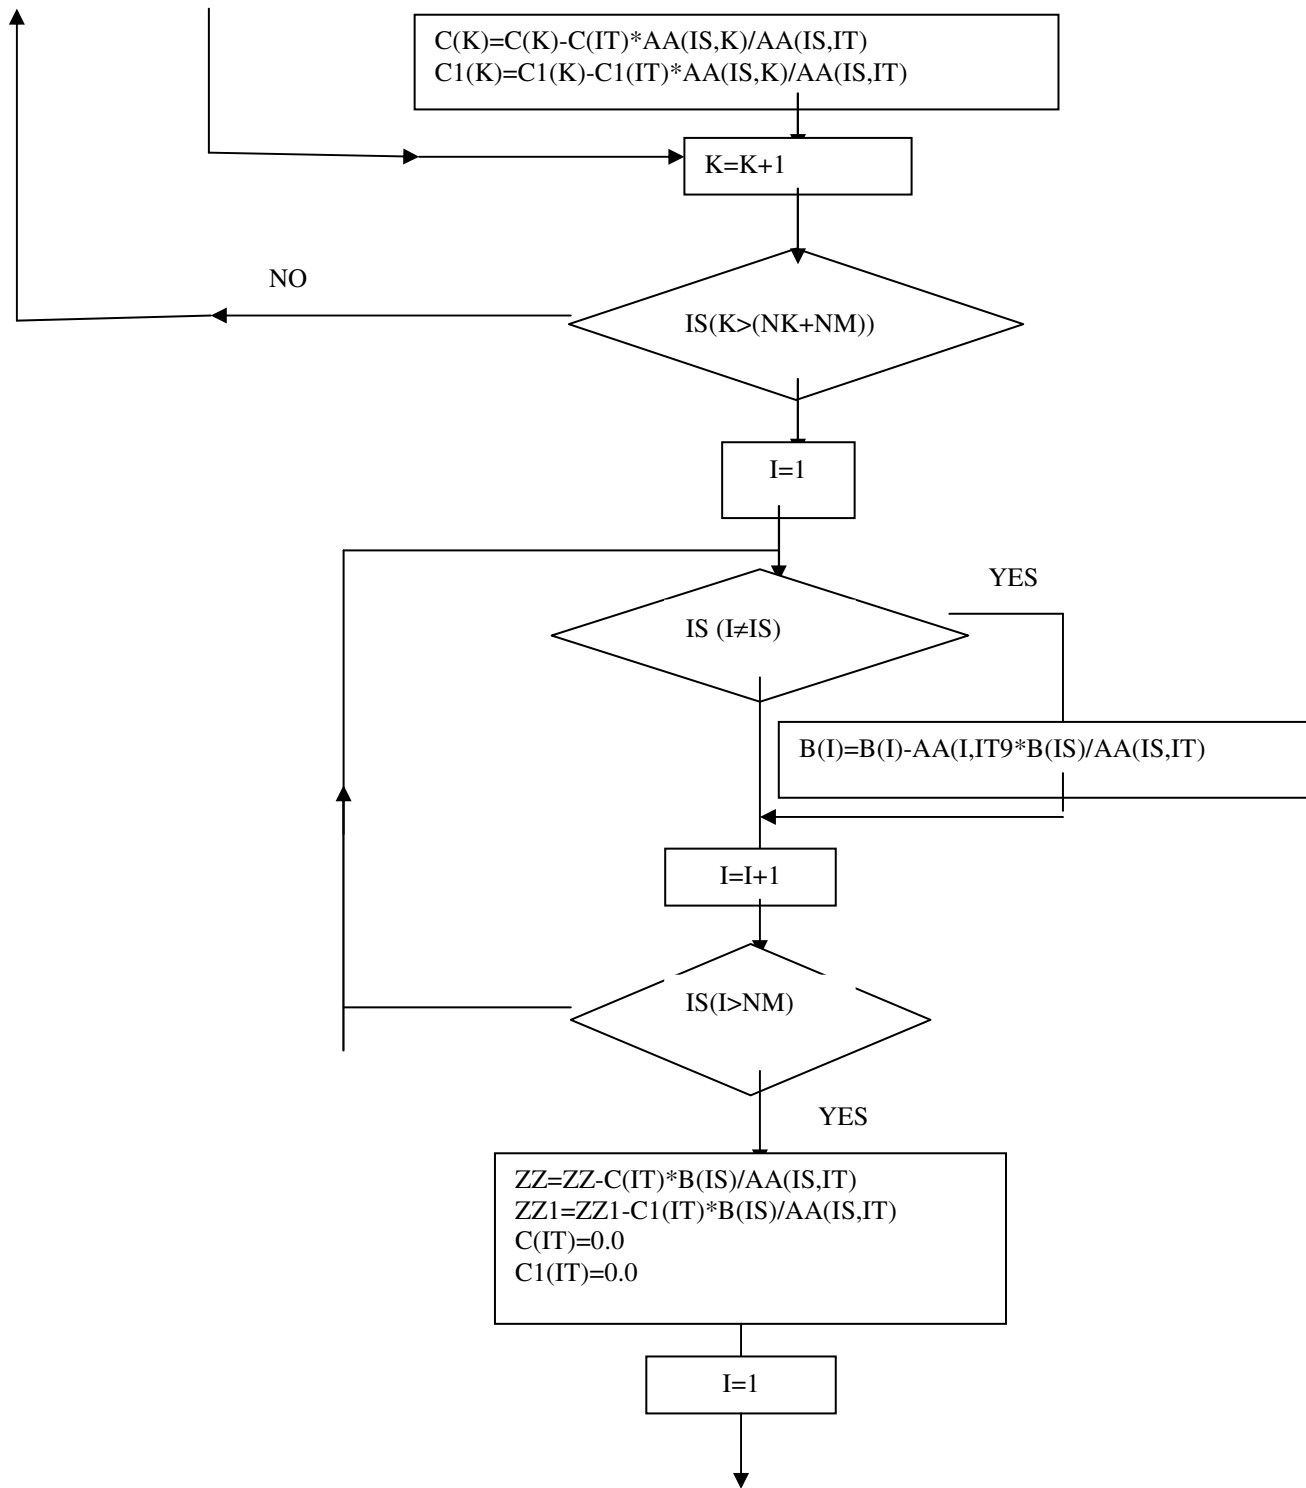 C(K)=C(K)-C(IT)*AA(IS,K)/AA(IS,IT)
C1(K)=C1(K)-C1(IT)*AA(IS,K)/AA(IS,IT)
K=K+1
NO
IS(K>(NK+NM))
I=1
YES
IS (I≠IS)
B(I)=B(I)-AA(I,IT9*B(IS)/AA(IS,IT)
I=I+1
IS(I>NM)
YES
ZZ=ZZ-C(IT)*B(IS)/AA(IS,IT)
ZZ1=ZZ1-C1(IT)*B(IS)/AA(IS,IT)
C(IT)=0.0
C1(IT)=0.0
I=1